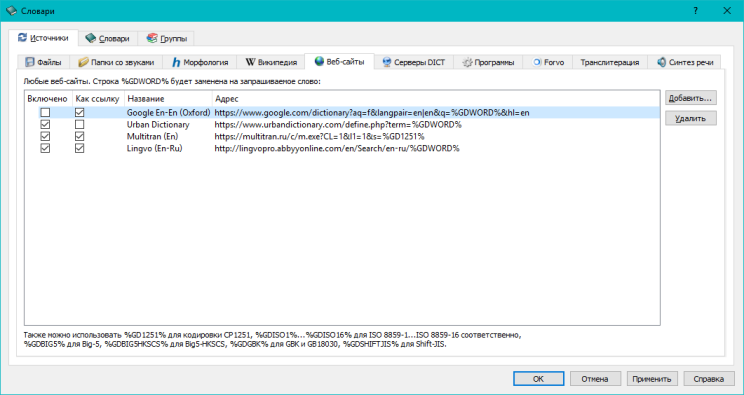 Словари
Источники Словари Группы
Файлы Папки со звуками Морфология Википедия Веб-сайты Серверы DICT Программы Forvo Транслитерация Синтез речи
Любые веб-сайты. Строка %GDWORD% будет заменена на запрашиваемое слово:
Включено Как ссылку Название Адрес
Google En-En (Oxford) https://www.google.com/dictionary?aq=f&langpair=en|en&q=%GDWORD%&hl=en
Urban Dictionary https://www.urbandictionary.com/define.php?term=%GDWORD%
Multitran (En) https://multitran.ru/c/m.exe?CL=1&l1=1&s=%GD1251%
Lingvo (En-Ru) http://lingvopro.abbyyonline.com/en/Search/en-ru/%GDWORD%
Добавить...
Удалить
Также можно использовать %GD1251% для кодировки CP1251, %GDISO1%...%GDISO16% для ISO 8859-1...ISO 8859-16 соответственно,
%GDBIG5% для Big-5, %GDBIG5HKSCS% для Big5-HKSCS, %GDGBK% для GBK и GB18030, %GDSHIFTJIS% для Shift-JIS.
OK Отмена Применить Справка